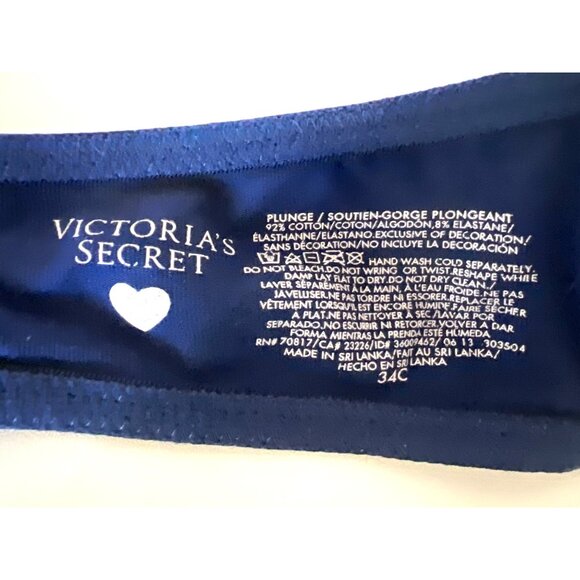 VICTORIA'S
SECRET
PLUNGE / SOUTIEN-GORGE PLONGEANT
92% COTTON/COTON/ALGODÓN,8% ELASTANE/
ÉLASTHANNE/ELASTANO.EXCLUSIVE OF DECORATION/
SANS DÉCORATION/NO INCLUYE LA DECORACIÓN
HAND WASH COLD SEPARATELY.
DO NOT BLEACH.DO NOT WRING OR TWIST.RESHAPE WHILE
DAMP LAY FLAT TO DRY.DO NOT DRY CLEAN./
LAVER SÉPARÉMENT À LA MAIN, À L'EAU FROIDE.NE PAS
JAVELLISER.NE PAS TORDRE NI ESSORER.REPLACER LE
VÊTEMENT LORSQU'IL EST ENCORE HUMIDE.FAIRE SÉCHER
À PLAT.NE PAS NETTOYER À SEC/LAVAR POR
SEPARADO.NO ESCURRIR NI RETORCER.VOLVER A DAR
FORMA MIENTRAS LA PRENDA ESTÉ HÚMEDA
RN# 70817/CA# 23226/ID# 36009462/ 06 13 303504
MADE IN SRI LANKA/FAIT AU SRI LANKA/
HECHO EN SRI LANKA
34C